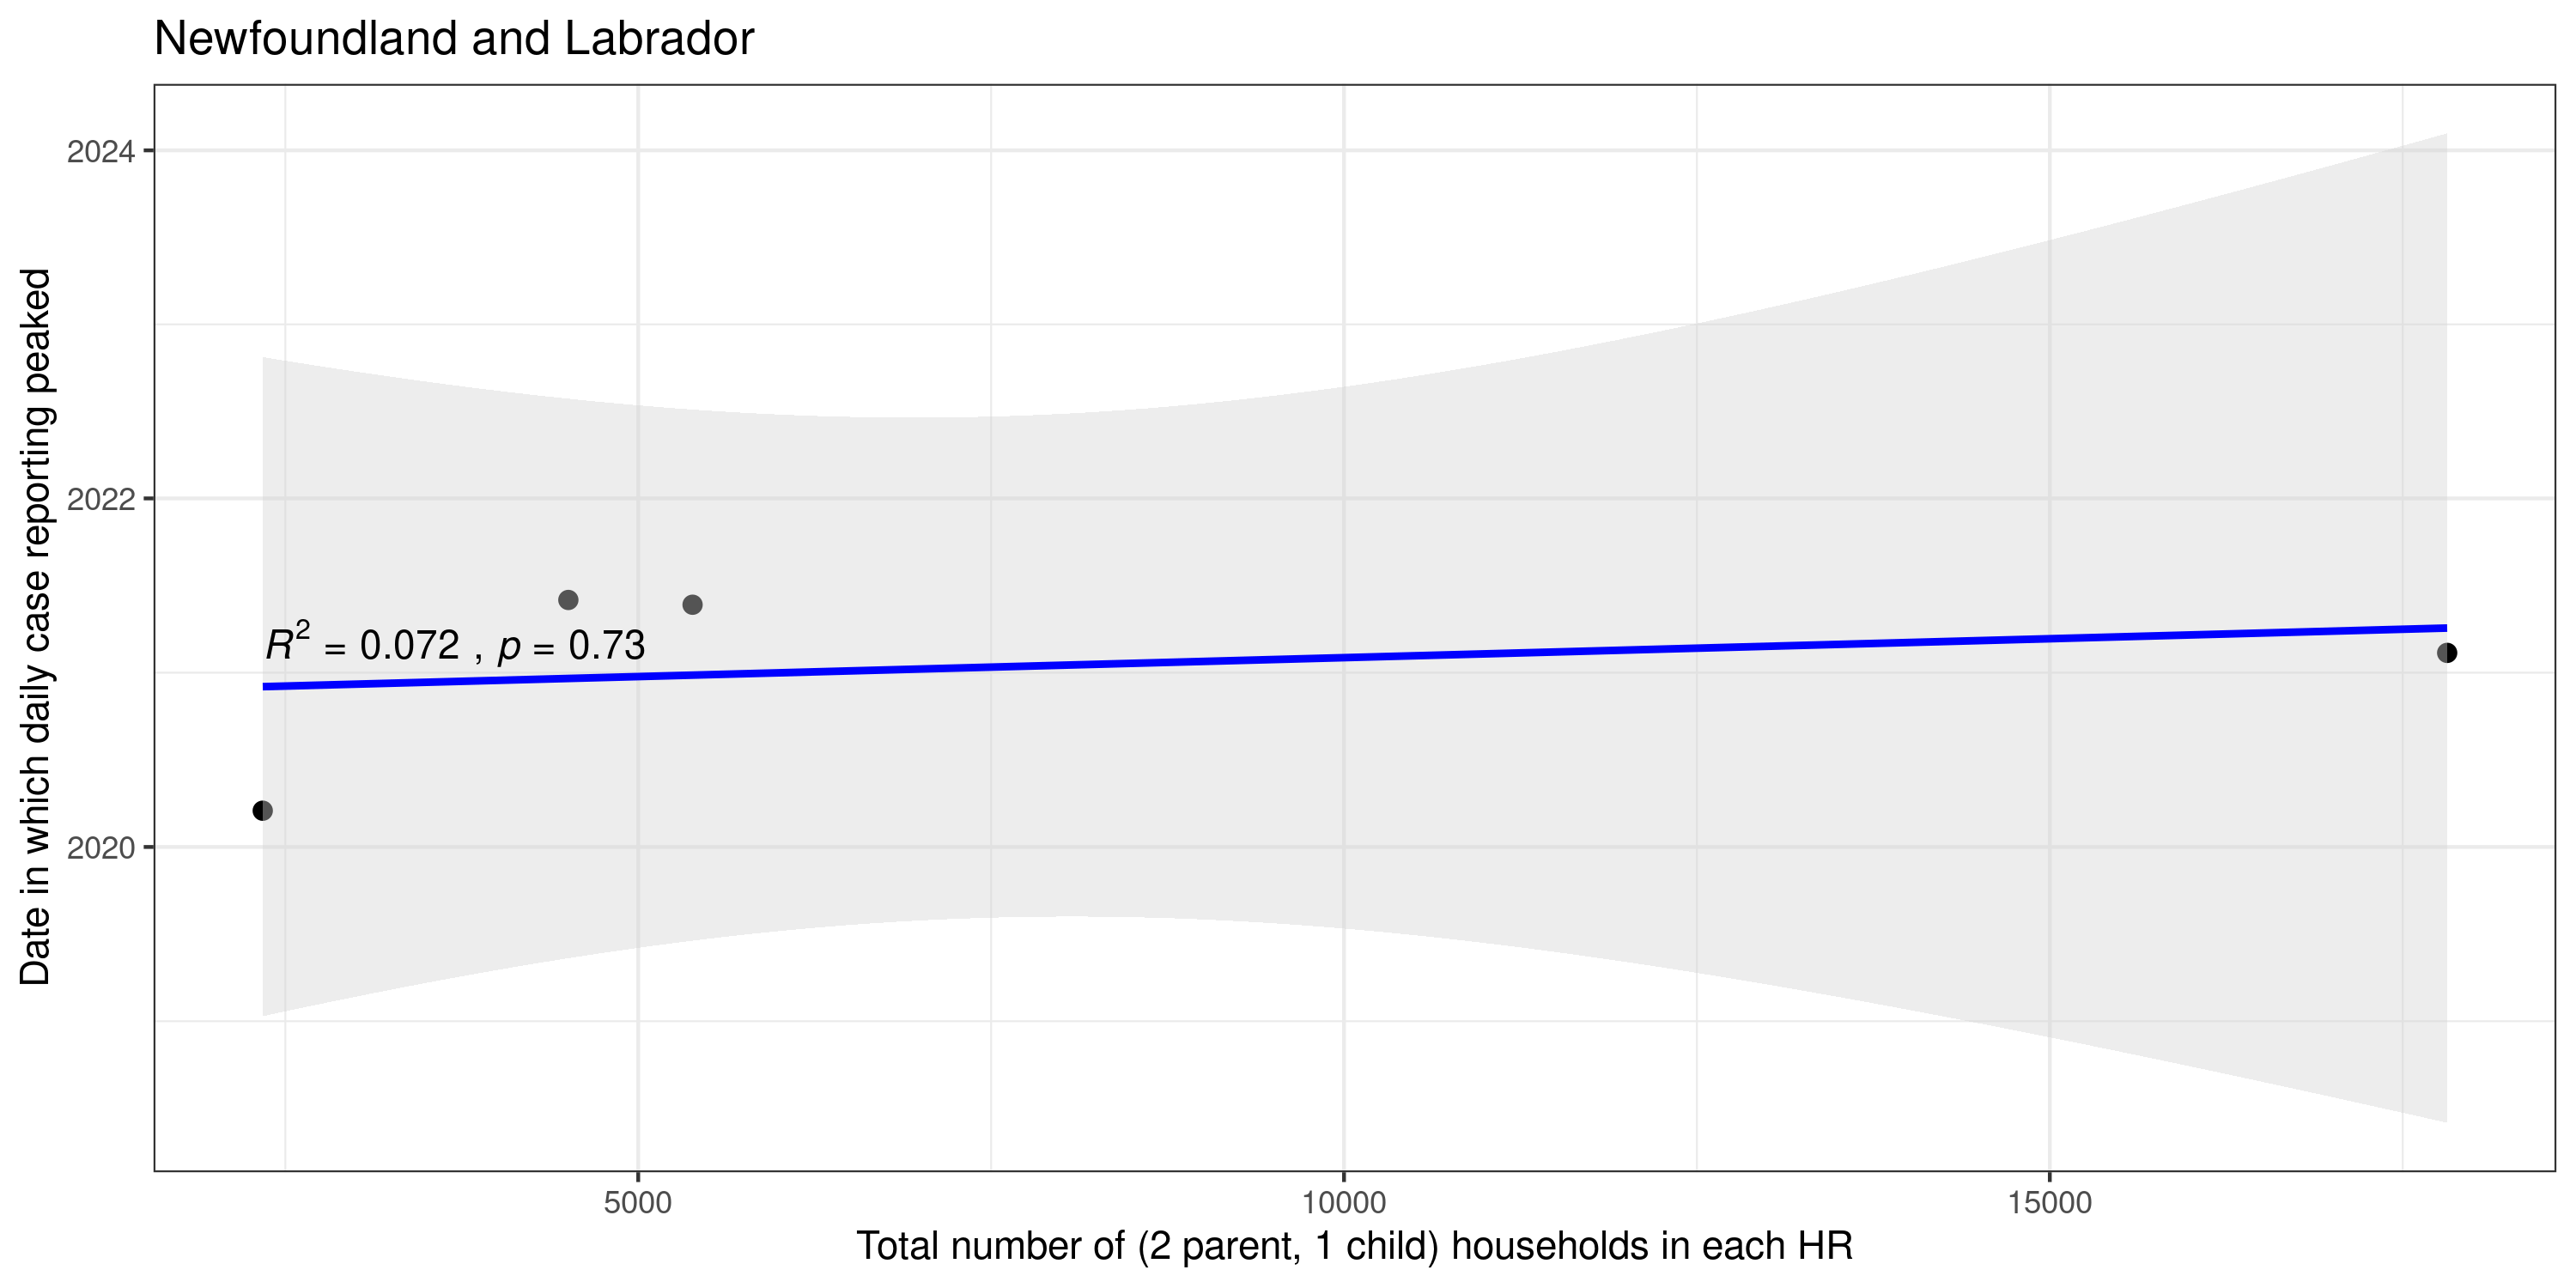 Newfoundland and Labrador
Date in which daily case reporting peaked
2024
2022
2020
R² = 0.072 , p = 0.73
5000
10000
15000
Total number of (2 parent, 1 child) households in each HR